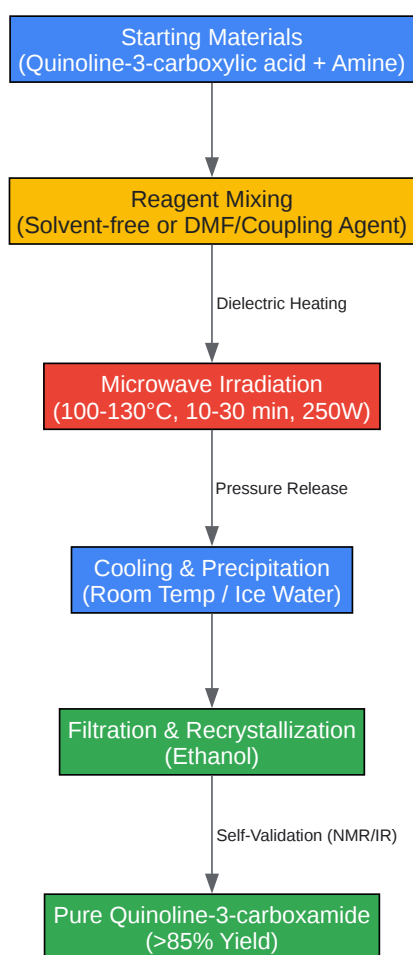 Starting Materials
(Quinoline-3-carboxylic acid + Amine)
Reagent Mixing
(Solvent-free or DMF/Coupling Agent)
Dielectric Heating
Microwave Irradiation
(100-130°C, 10-30 min, 250W)
Pressure Release
Cooling & Precipitation
(Room Temp / Ice Water)
Filtration & Recrystallization
(Ethanol)
Self-Validation (NMR/IR)
Pure Quinoline-3-carboxamide
(>85% Yield)